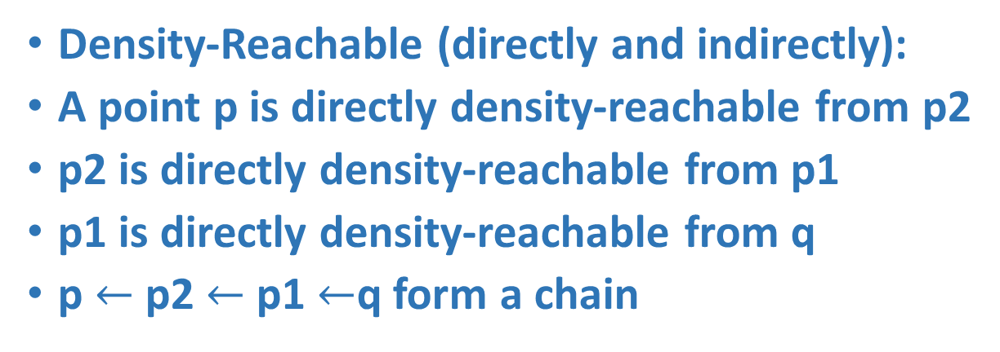 • Density-Reachable (directly and indirectly):
• A point p is directly density-reachable from p2
• p2 is directly density-reachable from p1
• p1 is directly density-reachable from q
• p ← p2 ← p1 ←q form a chain